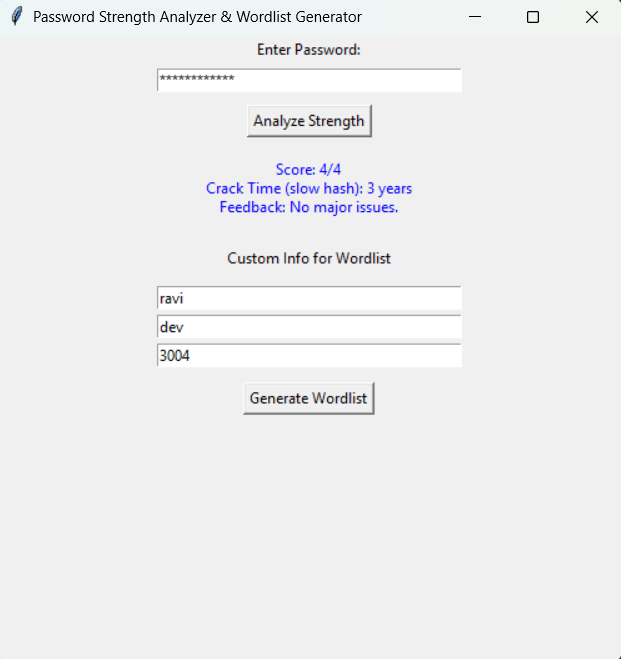 Password Strength Analyzer & Wordlist Generator
Enter Password:
************
Analyze Strength
Score: 4/4
Crack Time (slow hash): 3 years
Feedback: No major issues.
Custom Info for Wordlist
ravi
dev
3004
Generate Wordlist